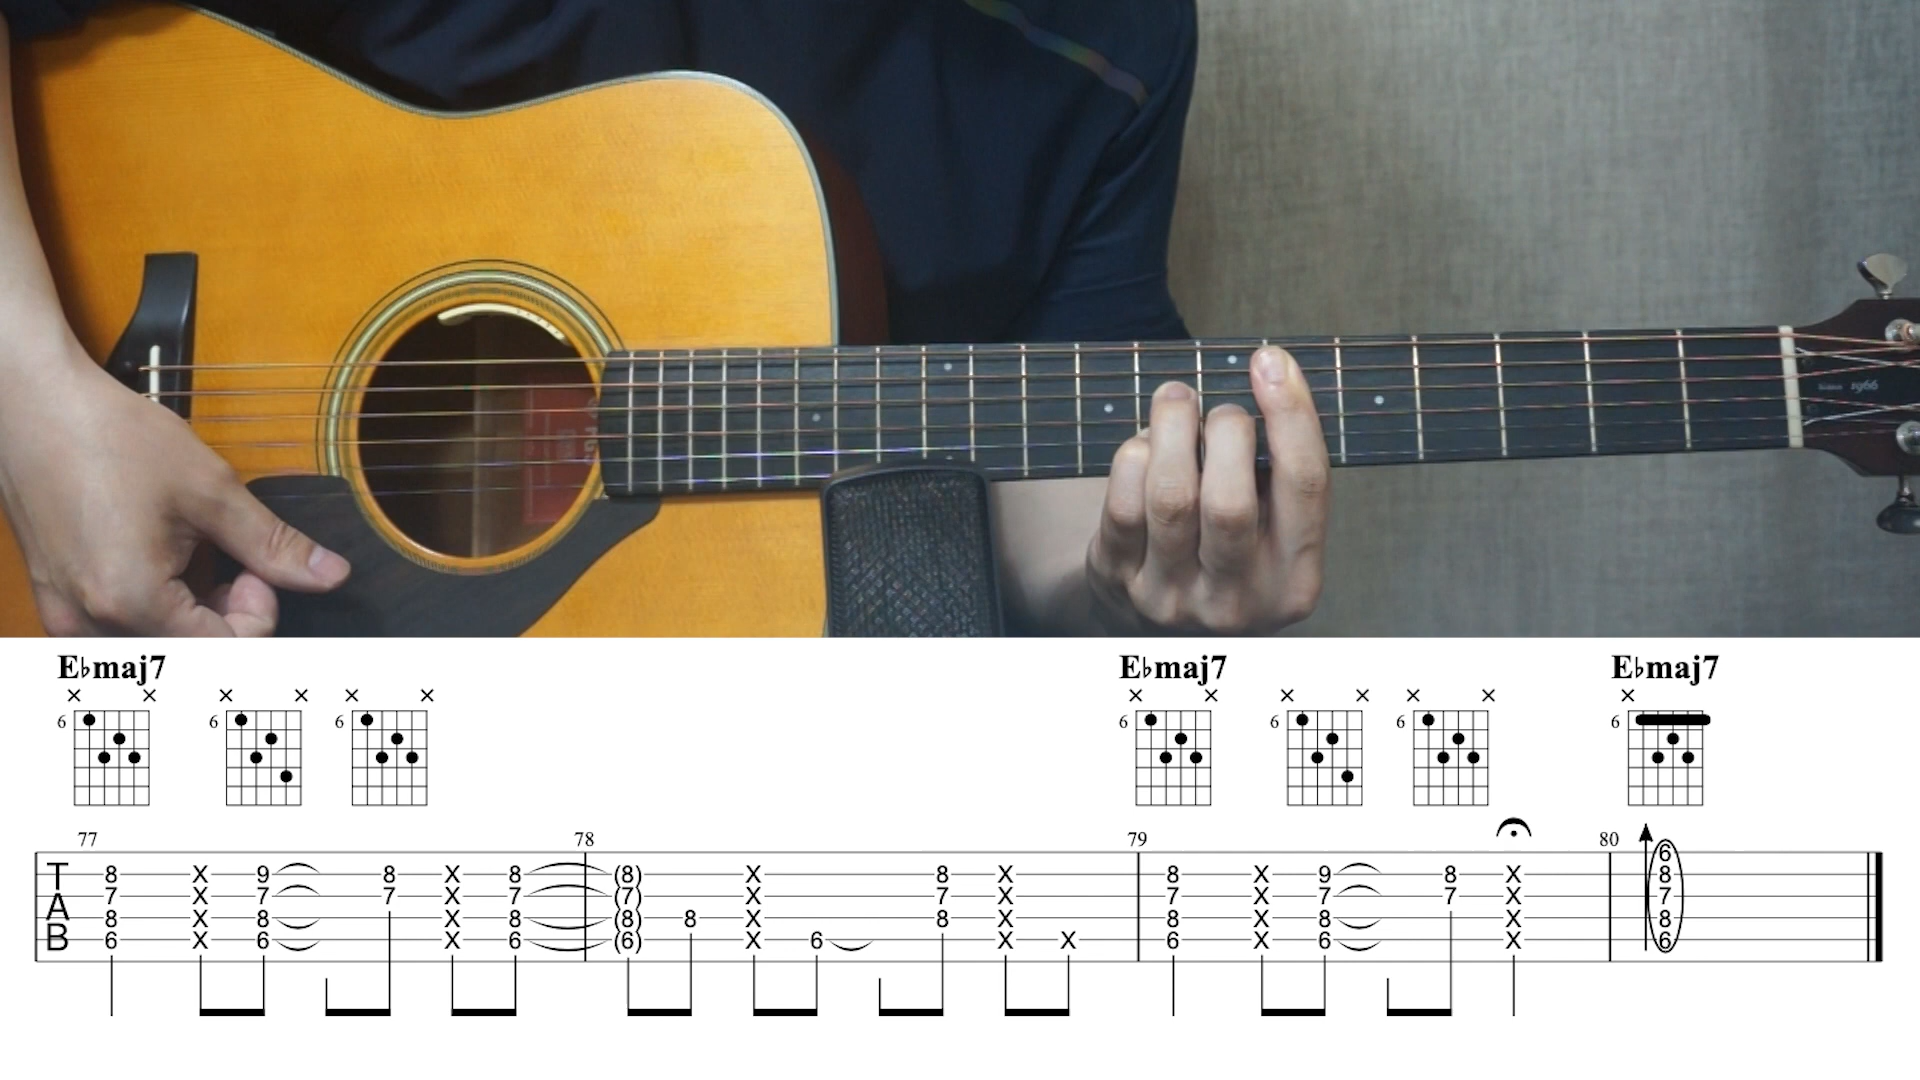 1966
E♭maj7 E♭maj7 E♭maj7
× × × × × × × × × × × × ×
6 6 6 6 6 6 6
77 78 79 80
6
T 8 X 9 8 X 8 (8) X 8 X 8 X 9 8 X 8
7 X 7 7 X 7 (7) X 7 X 7 X 7 7 X 7
A 8 X 8 X 8 (8) 8 X 8 X 8 X 8 X 8
B 6 X 6 X 6 (6) X 6 X X 6 X 6 X 6